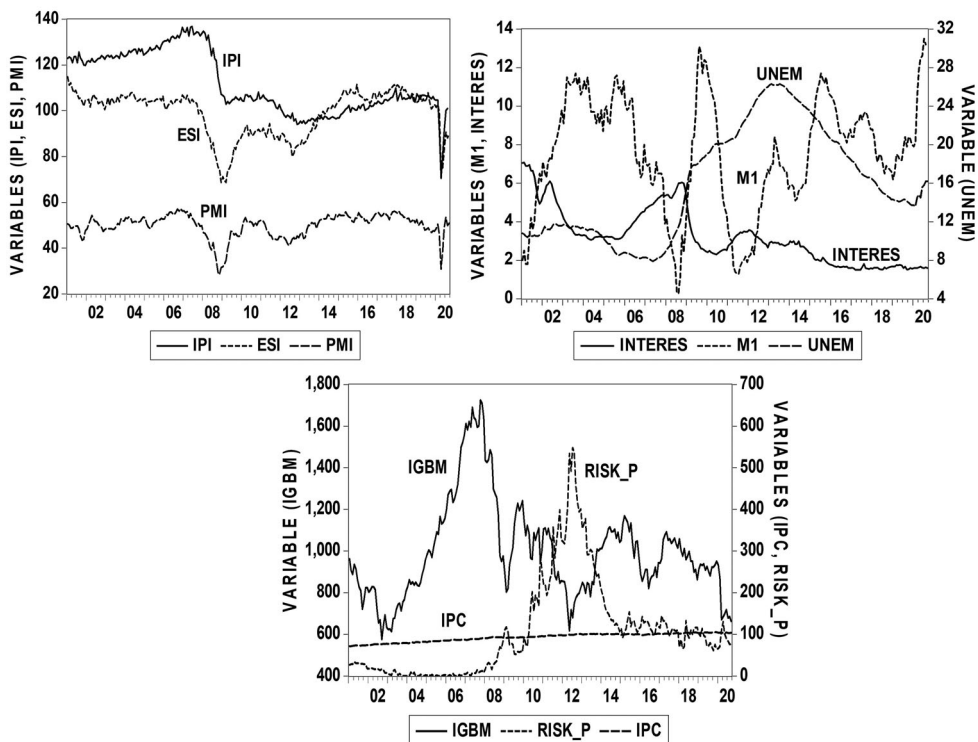 VARIABLES (IPI, ESI, PMI)
140
120
100
80
60
40
20
IPI
ESI
PMI
02 04 06 08 10 12 14 16 18 20
IPI ESI PMI
VARIABLES (M1, INTERES)
14
12
10
8
6
4
2
0
UNEM
M1
INTERES
32
28
24
20
16
12
8
4
VARIABLE (UNEM)
02 04 06 08 10 12 14 16 18 20
INTERES M1 UNEM
VARIABLE (IGBM)
1,800
1,600
1,400
1,200
1,000
800
600
400
IGBM
RISK_P
IPC
700
600
500
400
300
200
100
0
VARIABLES (IPC, RISK_P)
02 04 06 08 10 12 14 16 18 20
IGBM RISK_P IPC